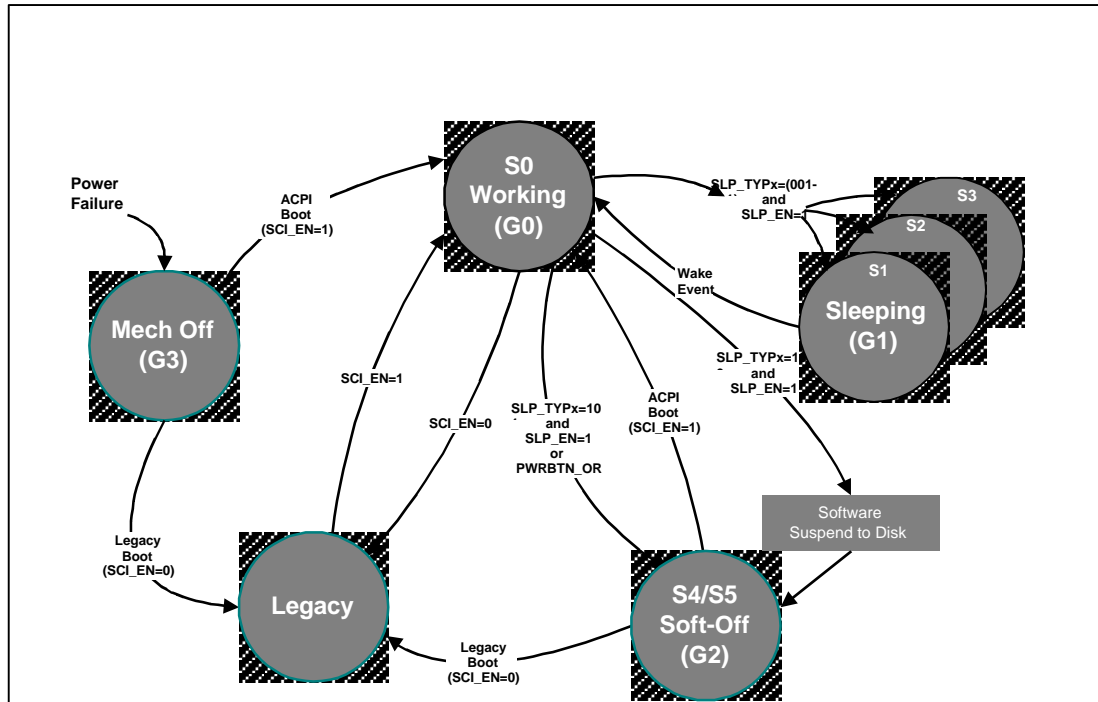 S0
Working
(G0)
Power
Failure
ACPI
Boot
(SCI_EN=1)
SLP_TYPx=(001-
and
SLP_EN=1
S3
S2
S1
Sleeping
(G1)
Wake
Event
Mech Off
(G3)
SCI_EN=1
SCI_EN=0
SLP_TYPx=10
and
SLP_EN=1
or
PWRBTN_OR
ACPI
Boot
(SCI_EN=1)
SLP_TYPx=1
and
SLP_EN=1
Software
Suspend to Disk
Legacy
Boot
(SCI_EN=0)
Legacy
S4/S5
Soft-Off
(G2)
Legacy
Boot
(SCI_EN=0)